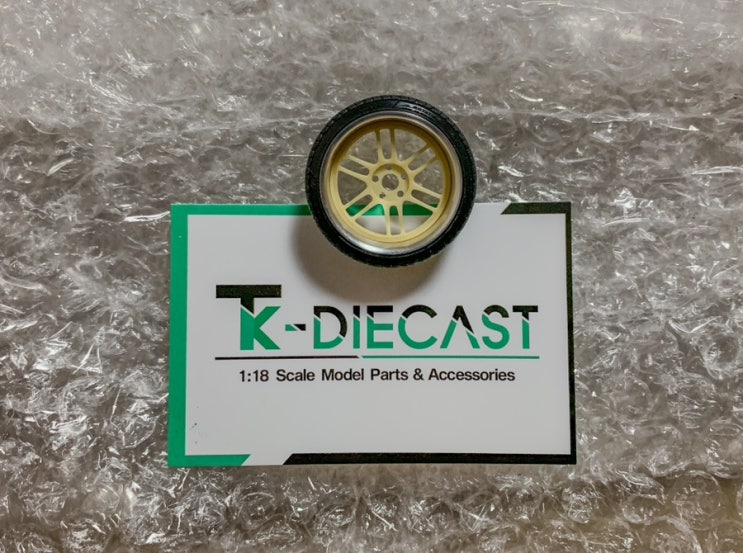 TK-DIECAST
1:18 Scale Model Parts & Accessories